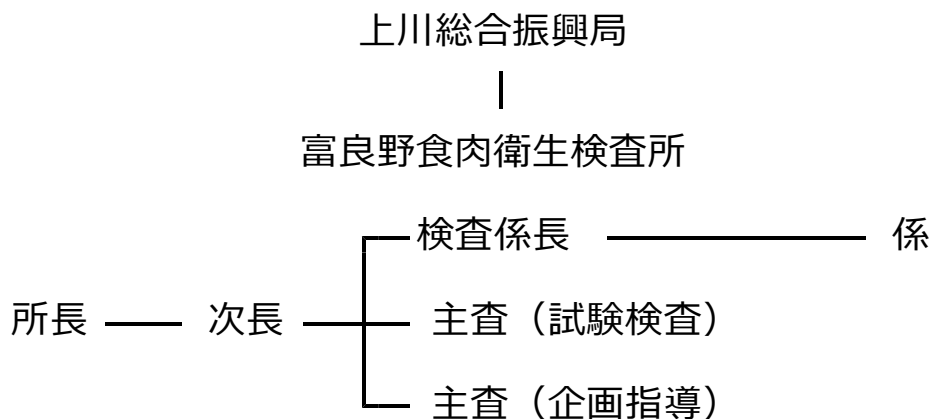 上川総合振興局
富良野食肉衛生検査所
検査係長 係
所長 次長 主査（試験検査）
主査（企画指導）